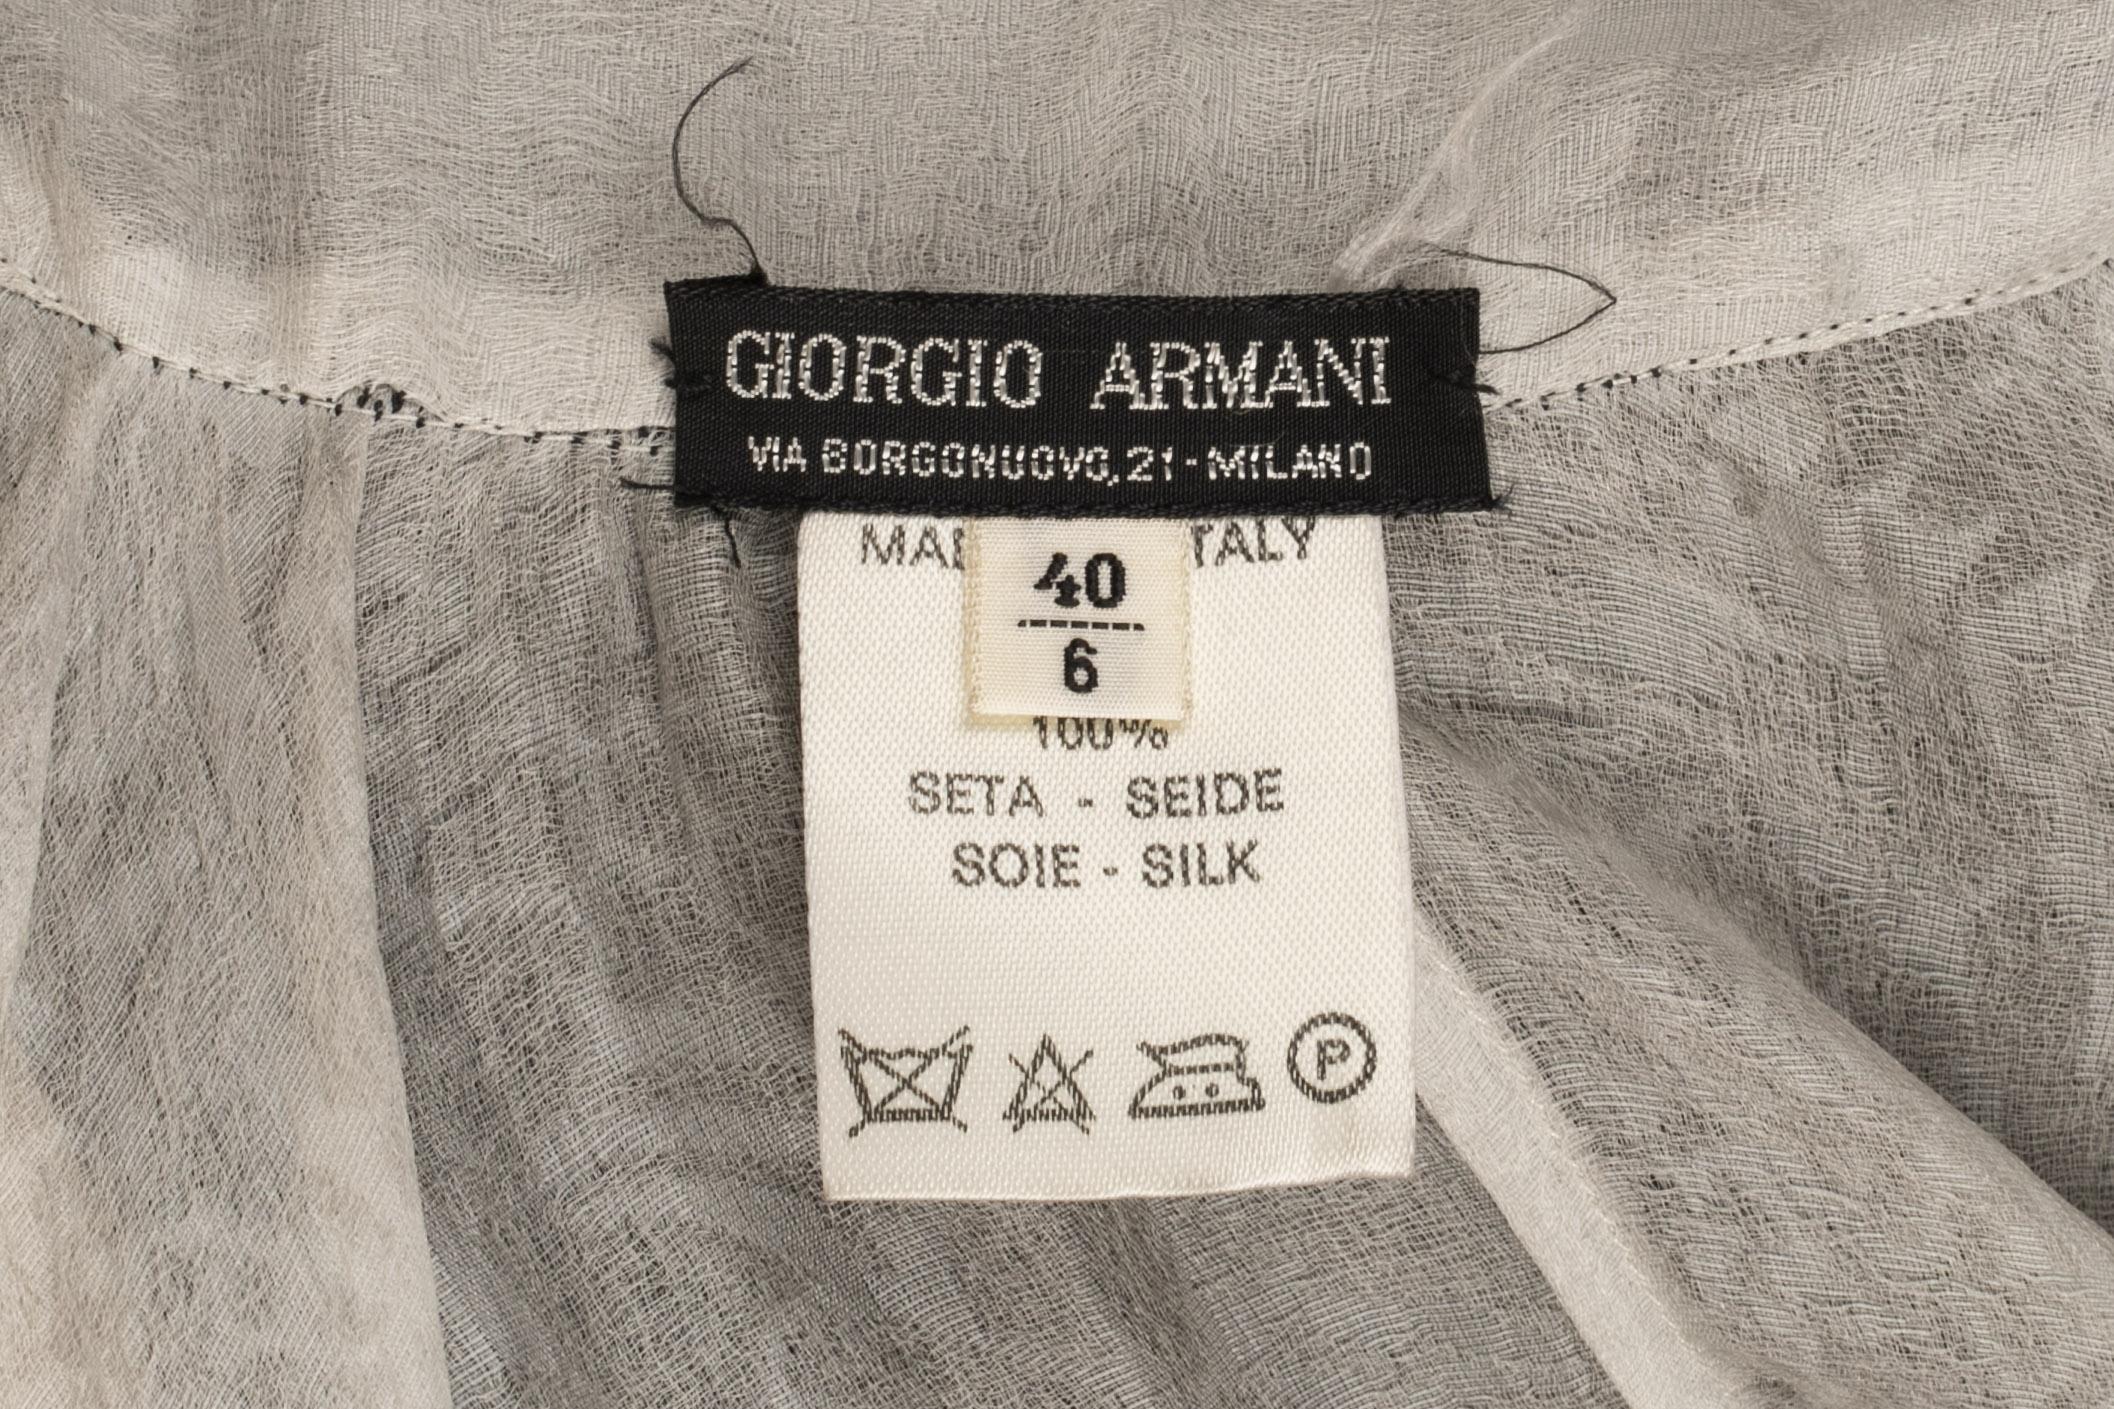 GIORGIO ARMANI
VIA BORGONUOVO, 21 - MILANO
40
6
100%
SETA - SEIDE
SOIE - SILK
P